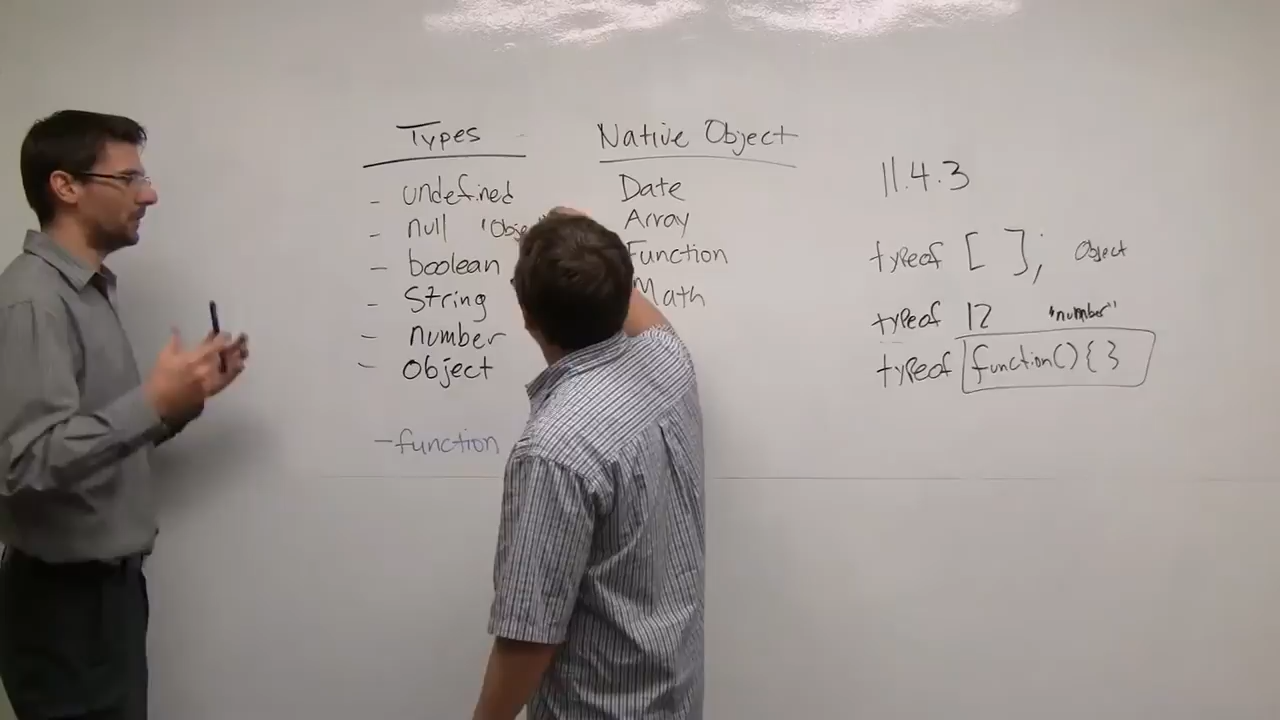 Types
- undefined
- null "Obje
- boolean
- String
- number
- object
- function
Native Object
Date
Array
Function
Math
11.4.3
typeof [ ]; Object
typeof 12 "number"
typeof function() { }